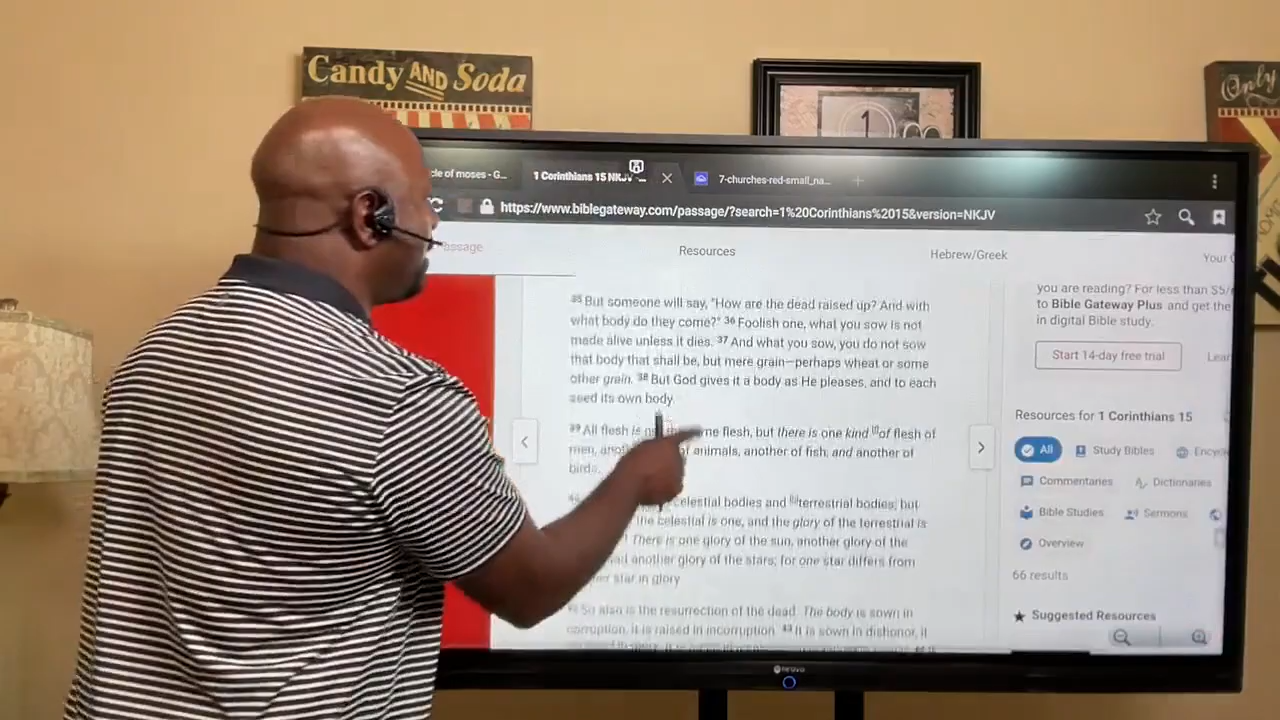 Candy AND Soda
Only
1
cle of moses - G...
1 Corinthians 15 NKJV
7-churches-red-small_na...
https://www.biblegateway.com/passage/?search=1%20Corinthians%2015&version=NKJV
Passage
Resources
Hebrew/Greek
Your
35 But someone will say, "How are the dead raised up? And with
what body do they come?" 36 Foolish one, what you sow is not
made alive unless it dies. 37 And what you sow, you do not sow
that body that shall be, but mere grain—perhaps wheat or some
other grain. 38 But God gives it a body as He pleases, and to each
seed its own body.
39 All flesh is not the same flesh, but there is one kind of flesh of
men, another of animals, another of fish, and another of
birds.
celestial bodies and terrestrial bodies; but
the celestial is one, and the glory of the terrestrial is
There is one glory of the sun, another glory of the
another glory of the stars; for one star differs from
star in glory
So also is the resurrection of the dead. The body is sown in
corruption, it is raised in incorruption. 43 It is sown in dishonor, it
you are reading? For less than $5/
to Bible Gateway Plus and get the
in digital Bible study.
Start 14-day free trial
Lear
Resources for 1 Corinthians 15
All
Study Bibles
Encyc
Commentaries
Dictionaries
Bible Studies
Sermons
Overview
66 results
Suggested Resources